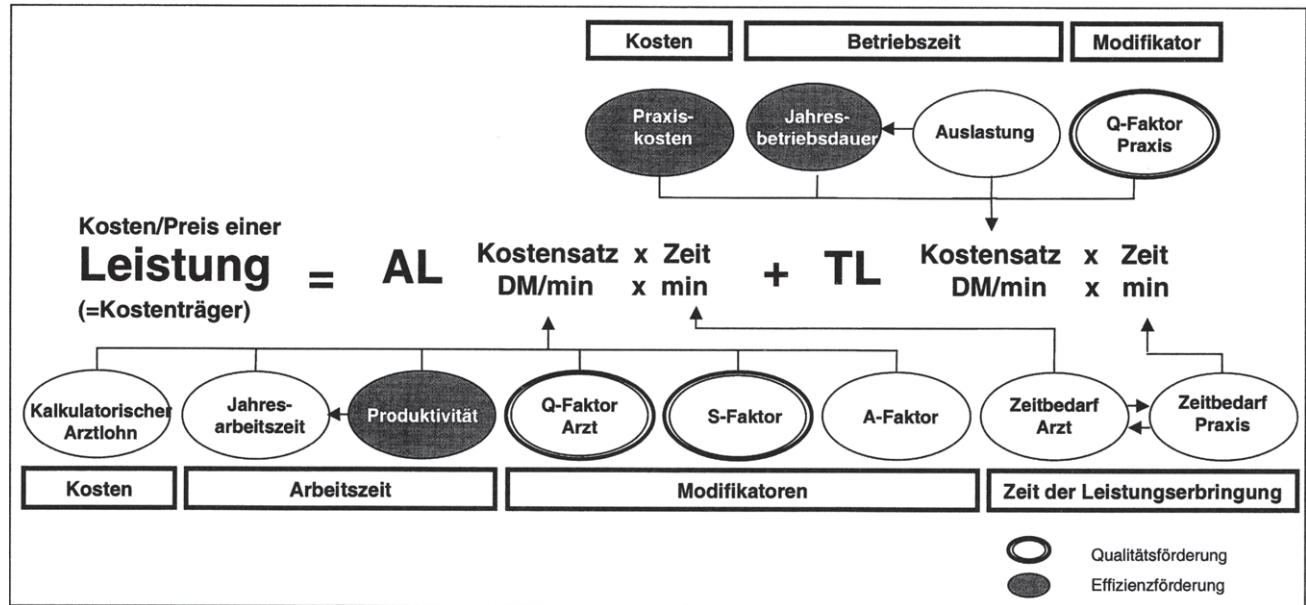 Kosten
Betriebszeit
Modifikator
Praxis-
kosten
Jahres-
betriebsdauer
Auslastung
Q-Faktor
Praxis
Kosten/Preis einer
Leistung
(=Kostenträger)
=
AL
Kostensatz x Zeit
DM/min x min
+
TL
Kostensatz x Zeit
DM/min x min
Kalkulatorischer
Arztlohn
Jahres-
arbeitszeit
Produktivität
Q-Faktor
Arzt
S-Faktor
A-Faktor
Zeitbedarf
Arzt
Zeitbedarf
Praxis
Kosten
Arbeitszeit
Modifikatoren
Zeit der Leistungserbringung
Qualitätsförderung
Effizienzförderung